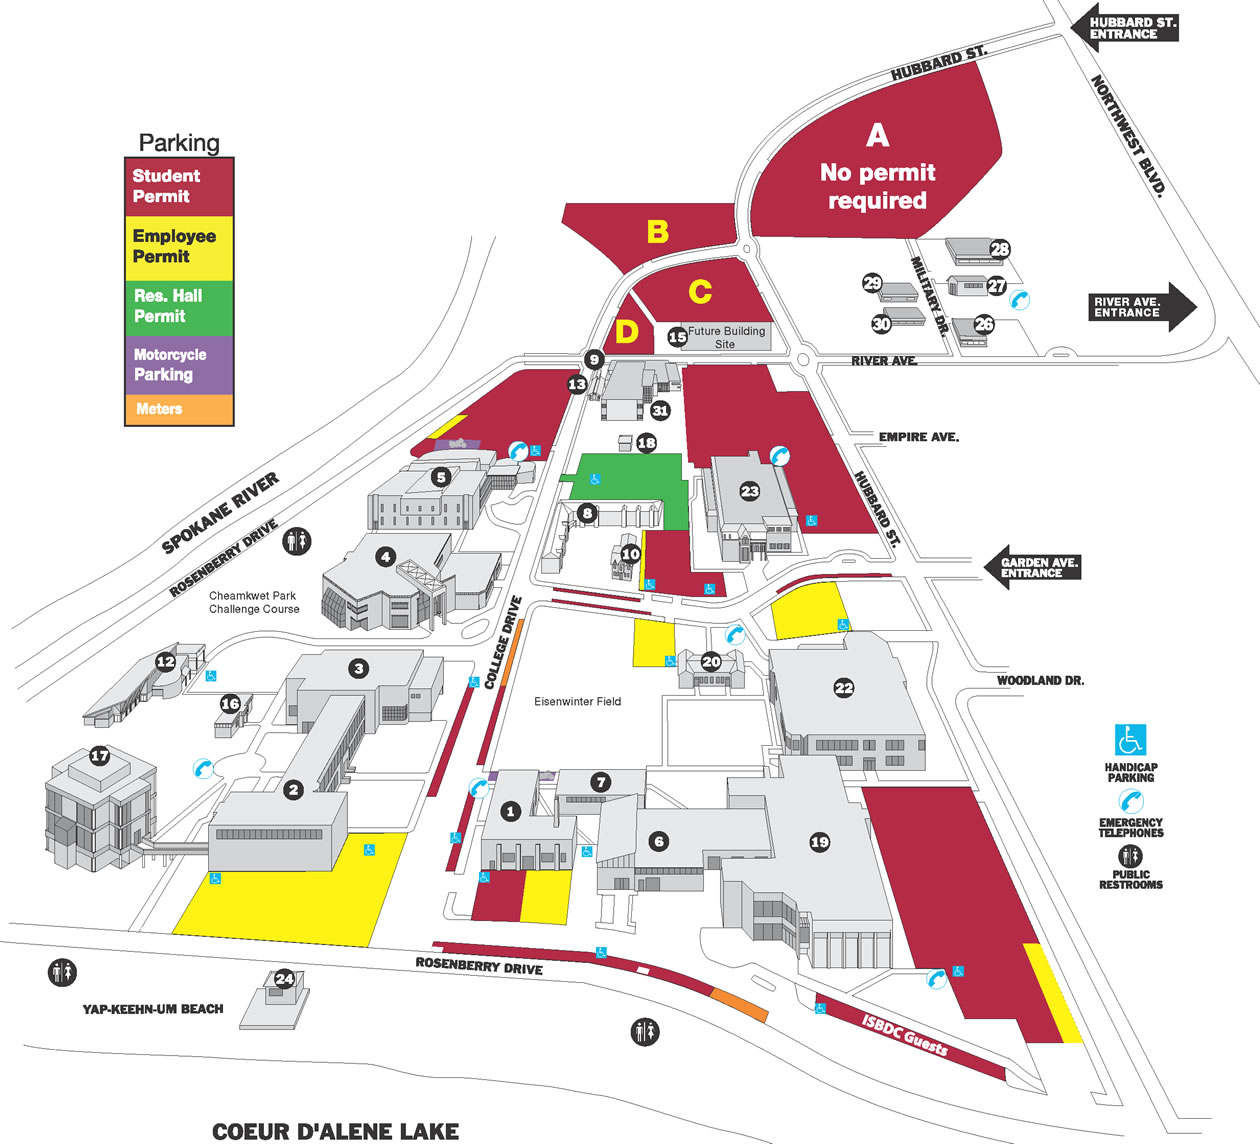 HUBBARD ST.
ENTRANCE
HUBBARD ST.
NORTHWEST BLVD.
A
No permit
required
Parking
Student
Permit
Employee
Permit
Res. Hall
Permit
Motorcycle
Parking
Meters
B
C
D
28
27
29
30
26
MILITARY DR.
RIVER AVE.
ENTRANCE
15
Future Building
Site
9
13
31
RIVER AVE.
18
EMPIRE AVE.
SPOKANE RIVER
ROSENBERRY DRIVE
5
8
23
HUBBARD ST.
4
10
GARDEN AVE.
ENTRANCE
Cheamkwet Park
Challenge Course
COLLEGE DRIVE
12
3
16
20
22
WOODLAND DR.
Eisenwinter Field
17
2
1
7
6
19
HANDICAP
PARKING
EMERGENCY
TELEPHONES
PUBLIC
RESTROOMS
ROSENBERRY DRIVE
24
YAP-KEEHN-UM BEACH
ISBDC Guests
COEUR D'ALENE LAKE